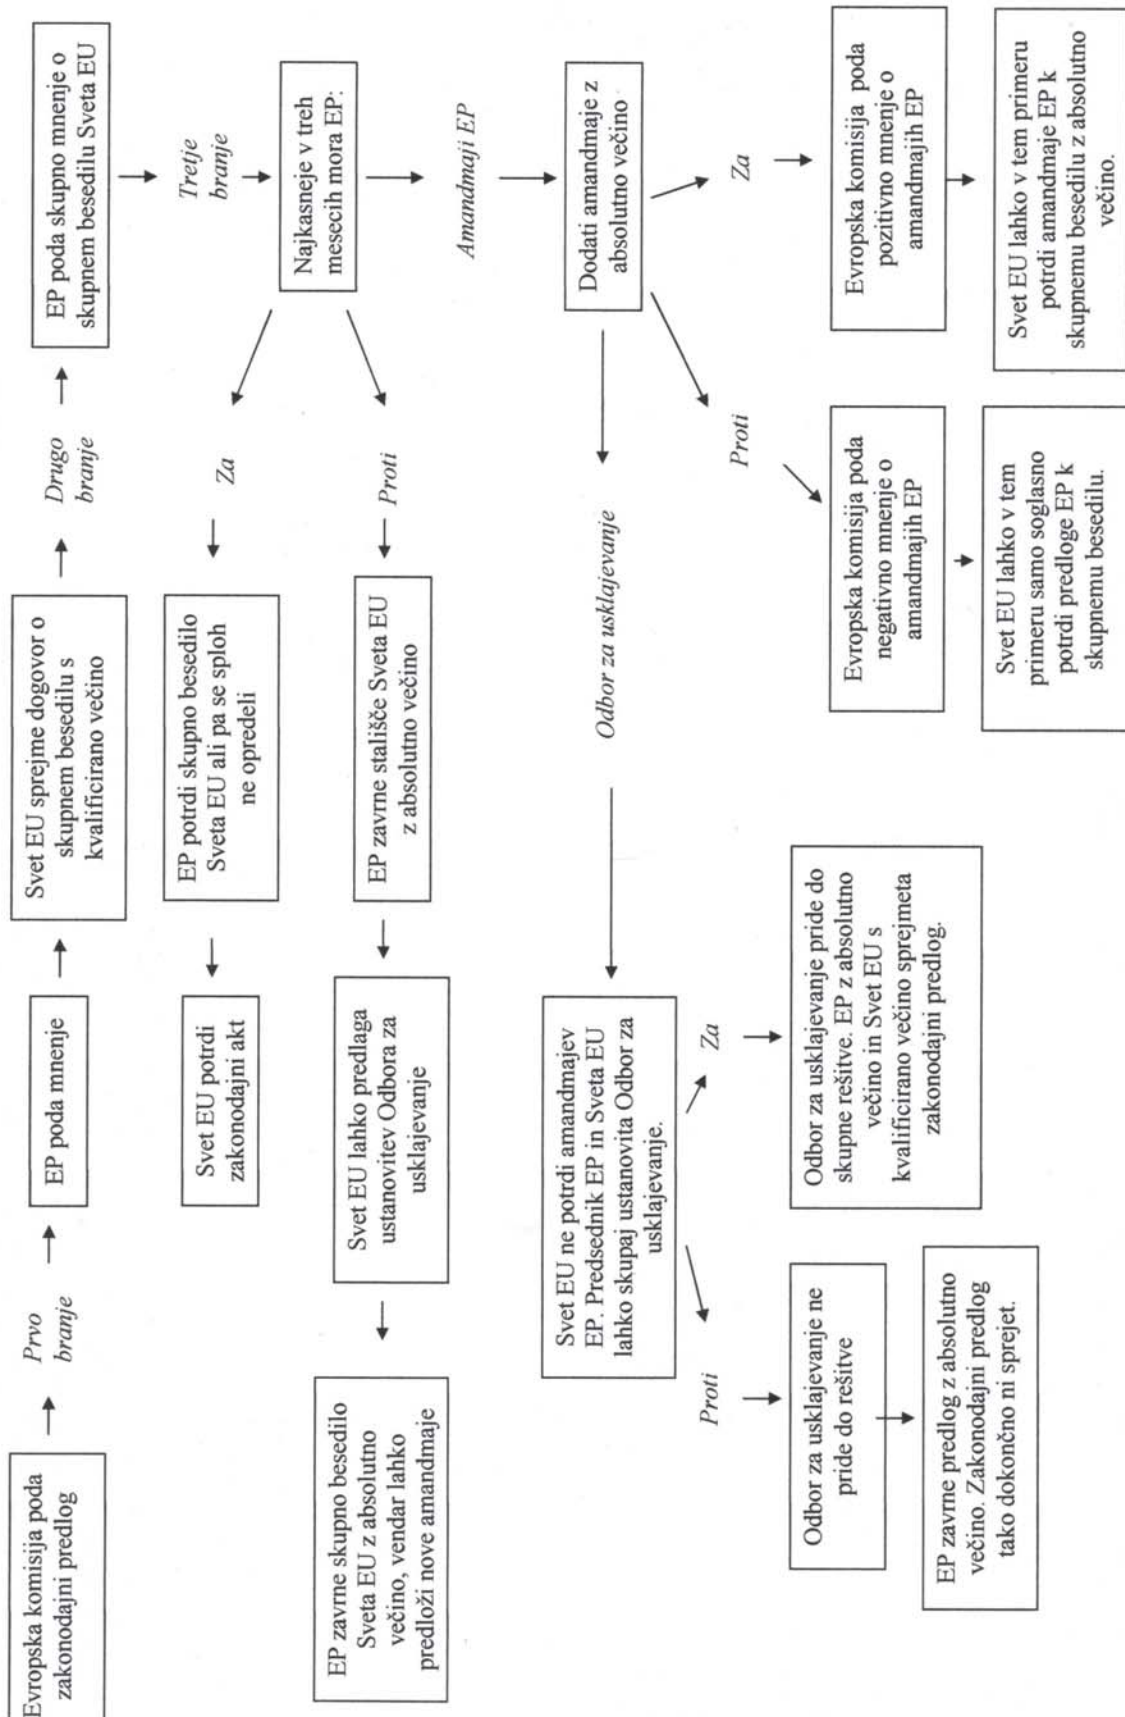 Evropska komisija poda
zakonodajni predlog
Prvo
branje
EP poda mnenje
Svet EU sprejme dogovor o
skupnem besedilu s
kvalificirano večino
Drugo
branje
EP poda skupno mnenje o
skupnem besedilu Sveta EU
Tretje
branje
Najkasneje v treh
mesecih mora EP:
Za
EP potrdi skupno besedilo
Sveta EU ali pa se sploh
ne opredeli
Svet EU potrdi
zakonodajni akt
Proti
EP zavrne stališče Sveta EU
z absolutno večino
Svet EU lahko predlaga
ustanovitev Odbora za
usklajevanje
EP zavrne skupno besedilo
Sveta EU z absolutno
večino, vendar lahko
predloži nove amandmaje
Amandmaji EP
Dodati amandmaje z
absolutno večino
Odbor za usklajevanje
Svet EU ne potrdi amandmajev
EP. Predsednik EP in Sveta EU
lahko skupaj ustanovita Odbor za
usklajevanje.
Proti
Odbor za usklajevanje ne
pride do rešitve
EP zavrne predlog z absolutno
večino. Zakonodajni predlog
tako dokončno ni sprejet.
Za
Odbor za usklajevanje pride do
skupne rešitve. EP z absolutno
večino in Svet EU s
kvalificirano večino sprejmeta
zakonodajni predlog.
Proti
Evropska komisija poda
negativno mnenje o
amandmajih EP
Svet EU lahko v tem
primeru samo soglasno
potrdi predloge EP k
skupnemu besedilu.
Za
Evropska komisija poda
pozitivno mnenje o
amandmajih EP
Svet EU lahko v tem primeru
potrdi amandmaje EP k
skupnemu besedilu z absolutno
večino.